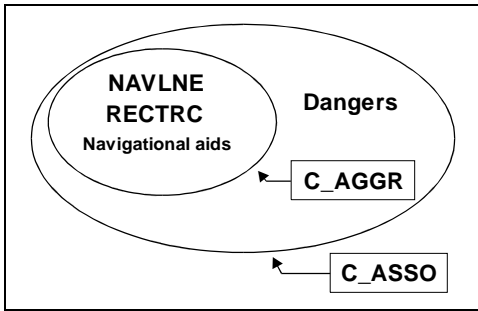 NAVLNE
RECTRC
Navigational aids
Dangers
C_AGGR
C_ASSO